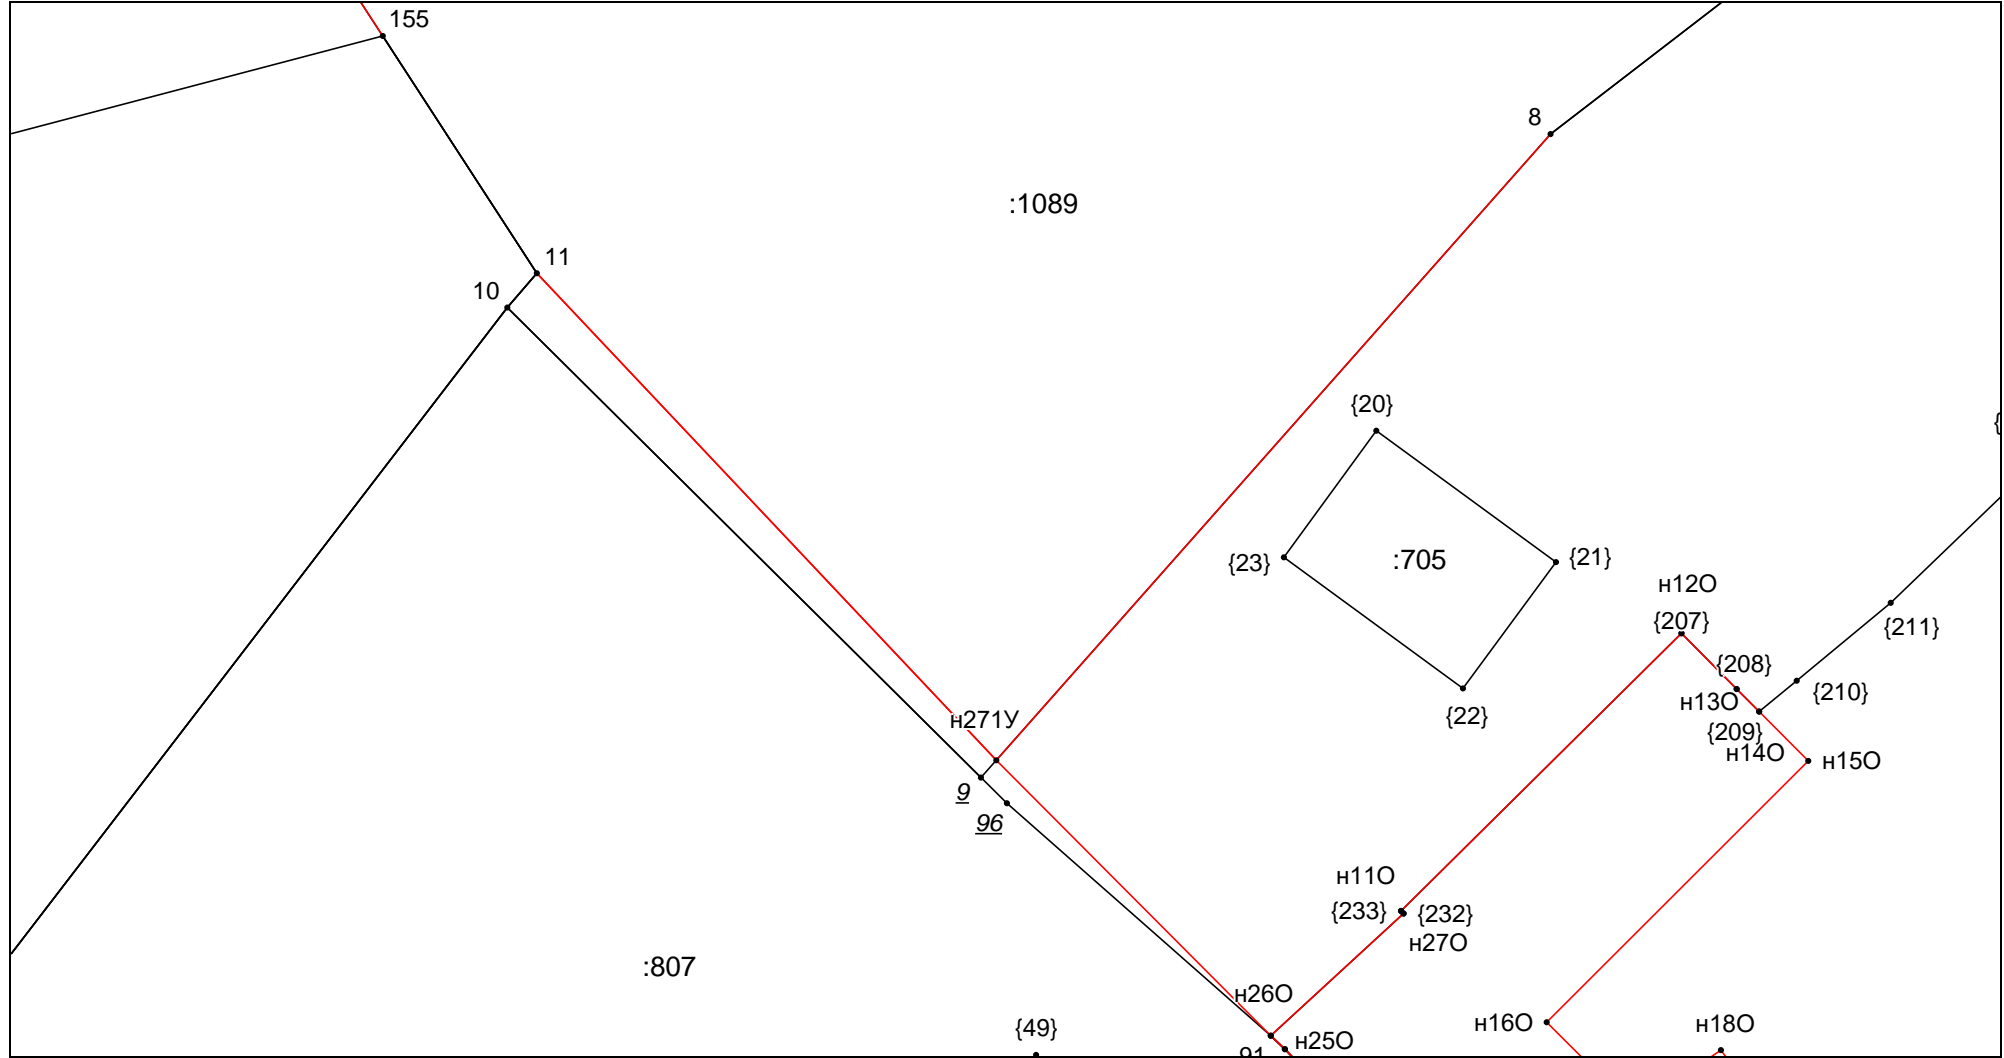 155
8
:1089
11
10
{20}
{23}
:705
{21}
н12О
{207}
{211}
{208}
{210}
н13О
н271У
{22}
{209}
н14О
н15О
9
96
н11О
{233}
{232}
н27О
:807
н26О
{49}
н16О
н18О
н25О
91